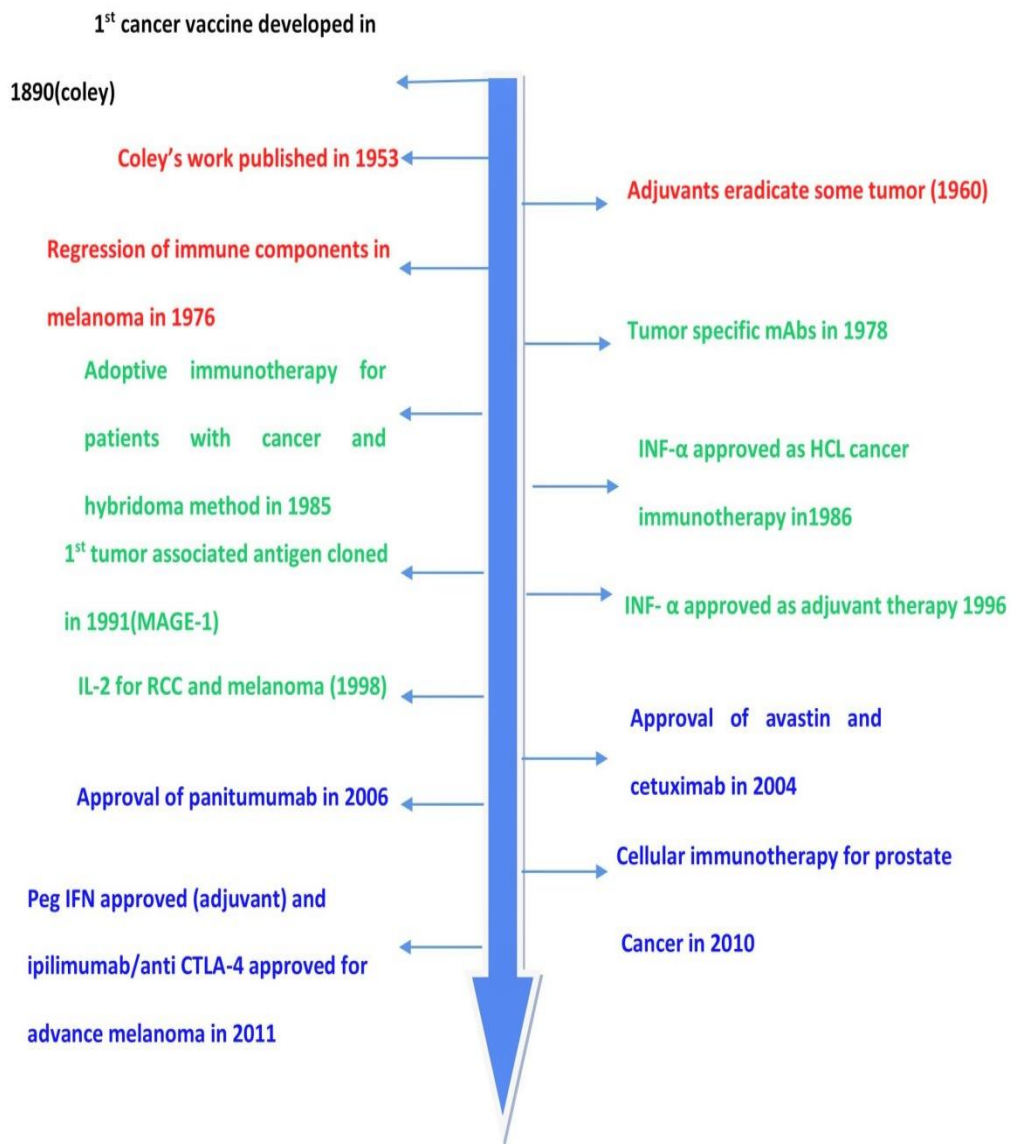 1st cancer vaccine developed in
1890(coley)
Coley's work published in 1953
Adjuvants eradicate some tumor (1960)
Regression of immune components in
melanoma in 1976
Tumor specific mAbs in 1978
Adoptive immunotherapy for
patients with cancer and
hybridoma method in 1985
INF-α approved as HCL cancer
immunotherapy in1986
1st tumor associated antigen cloned
in 1991(MAGE-1)
INF- α approved as adjuvant therapy 1996
IL-2 for RCC and melanoma (1998)
Approval of avastin and
cetuximab in 2004
Approval of panitumumab in 2006
Cellular immunotherapy for prostate
Cancer in 2010
Peg IFN approved (adjuvant) and
ipilimumab/anti CTLA-4 approved for
advance melanoma in 2011